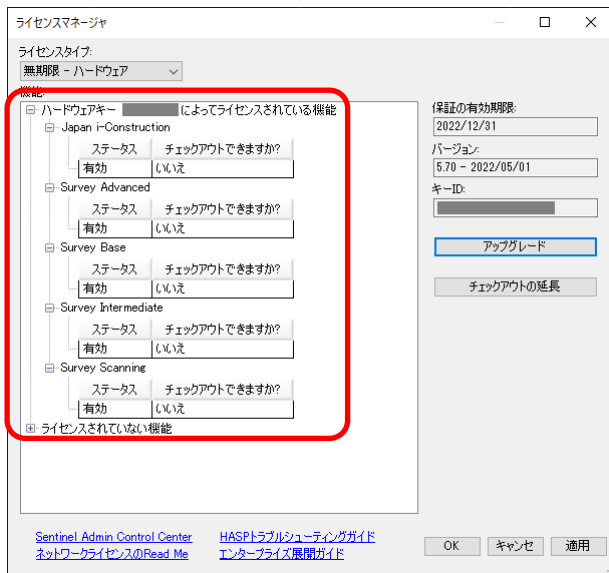 ライセンスマネージャ
ライセンスタイプ:
無期限 - ハードウェア
機能:
ハードウェアキー によってライセンスされている機能
Japan i-Construction
ステータス チェックアウトできますか?
有効 いいえ
Survey Advanced
ステータス チェックアウトできますか?
有効 いいえ
Survey Base
ステータス チェックアウトできますか?
有効 いいえ
Survey Intermediate
ステータス チェックアウトできますか?
有効 いいえ
Survey Scanning
ステータス チェックアウトできますか?
有効 いいえ
ライセンスされていない機能
保証の有効期限:
2022/12/31
バージョン:
5.70 - 2022/05/01
キーID:
アップグレード
チェックアウトの延長
Sentinel Admin Control Center HASPトラブルシューティングガイド
ネットワークライセンスのRead Me エンタープライズ展開ガイド
OK キャンセ 適用